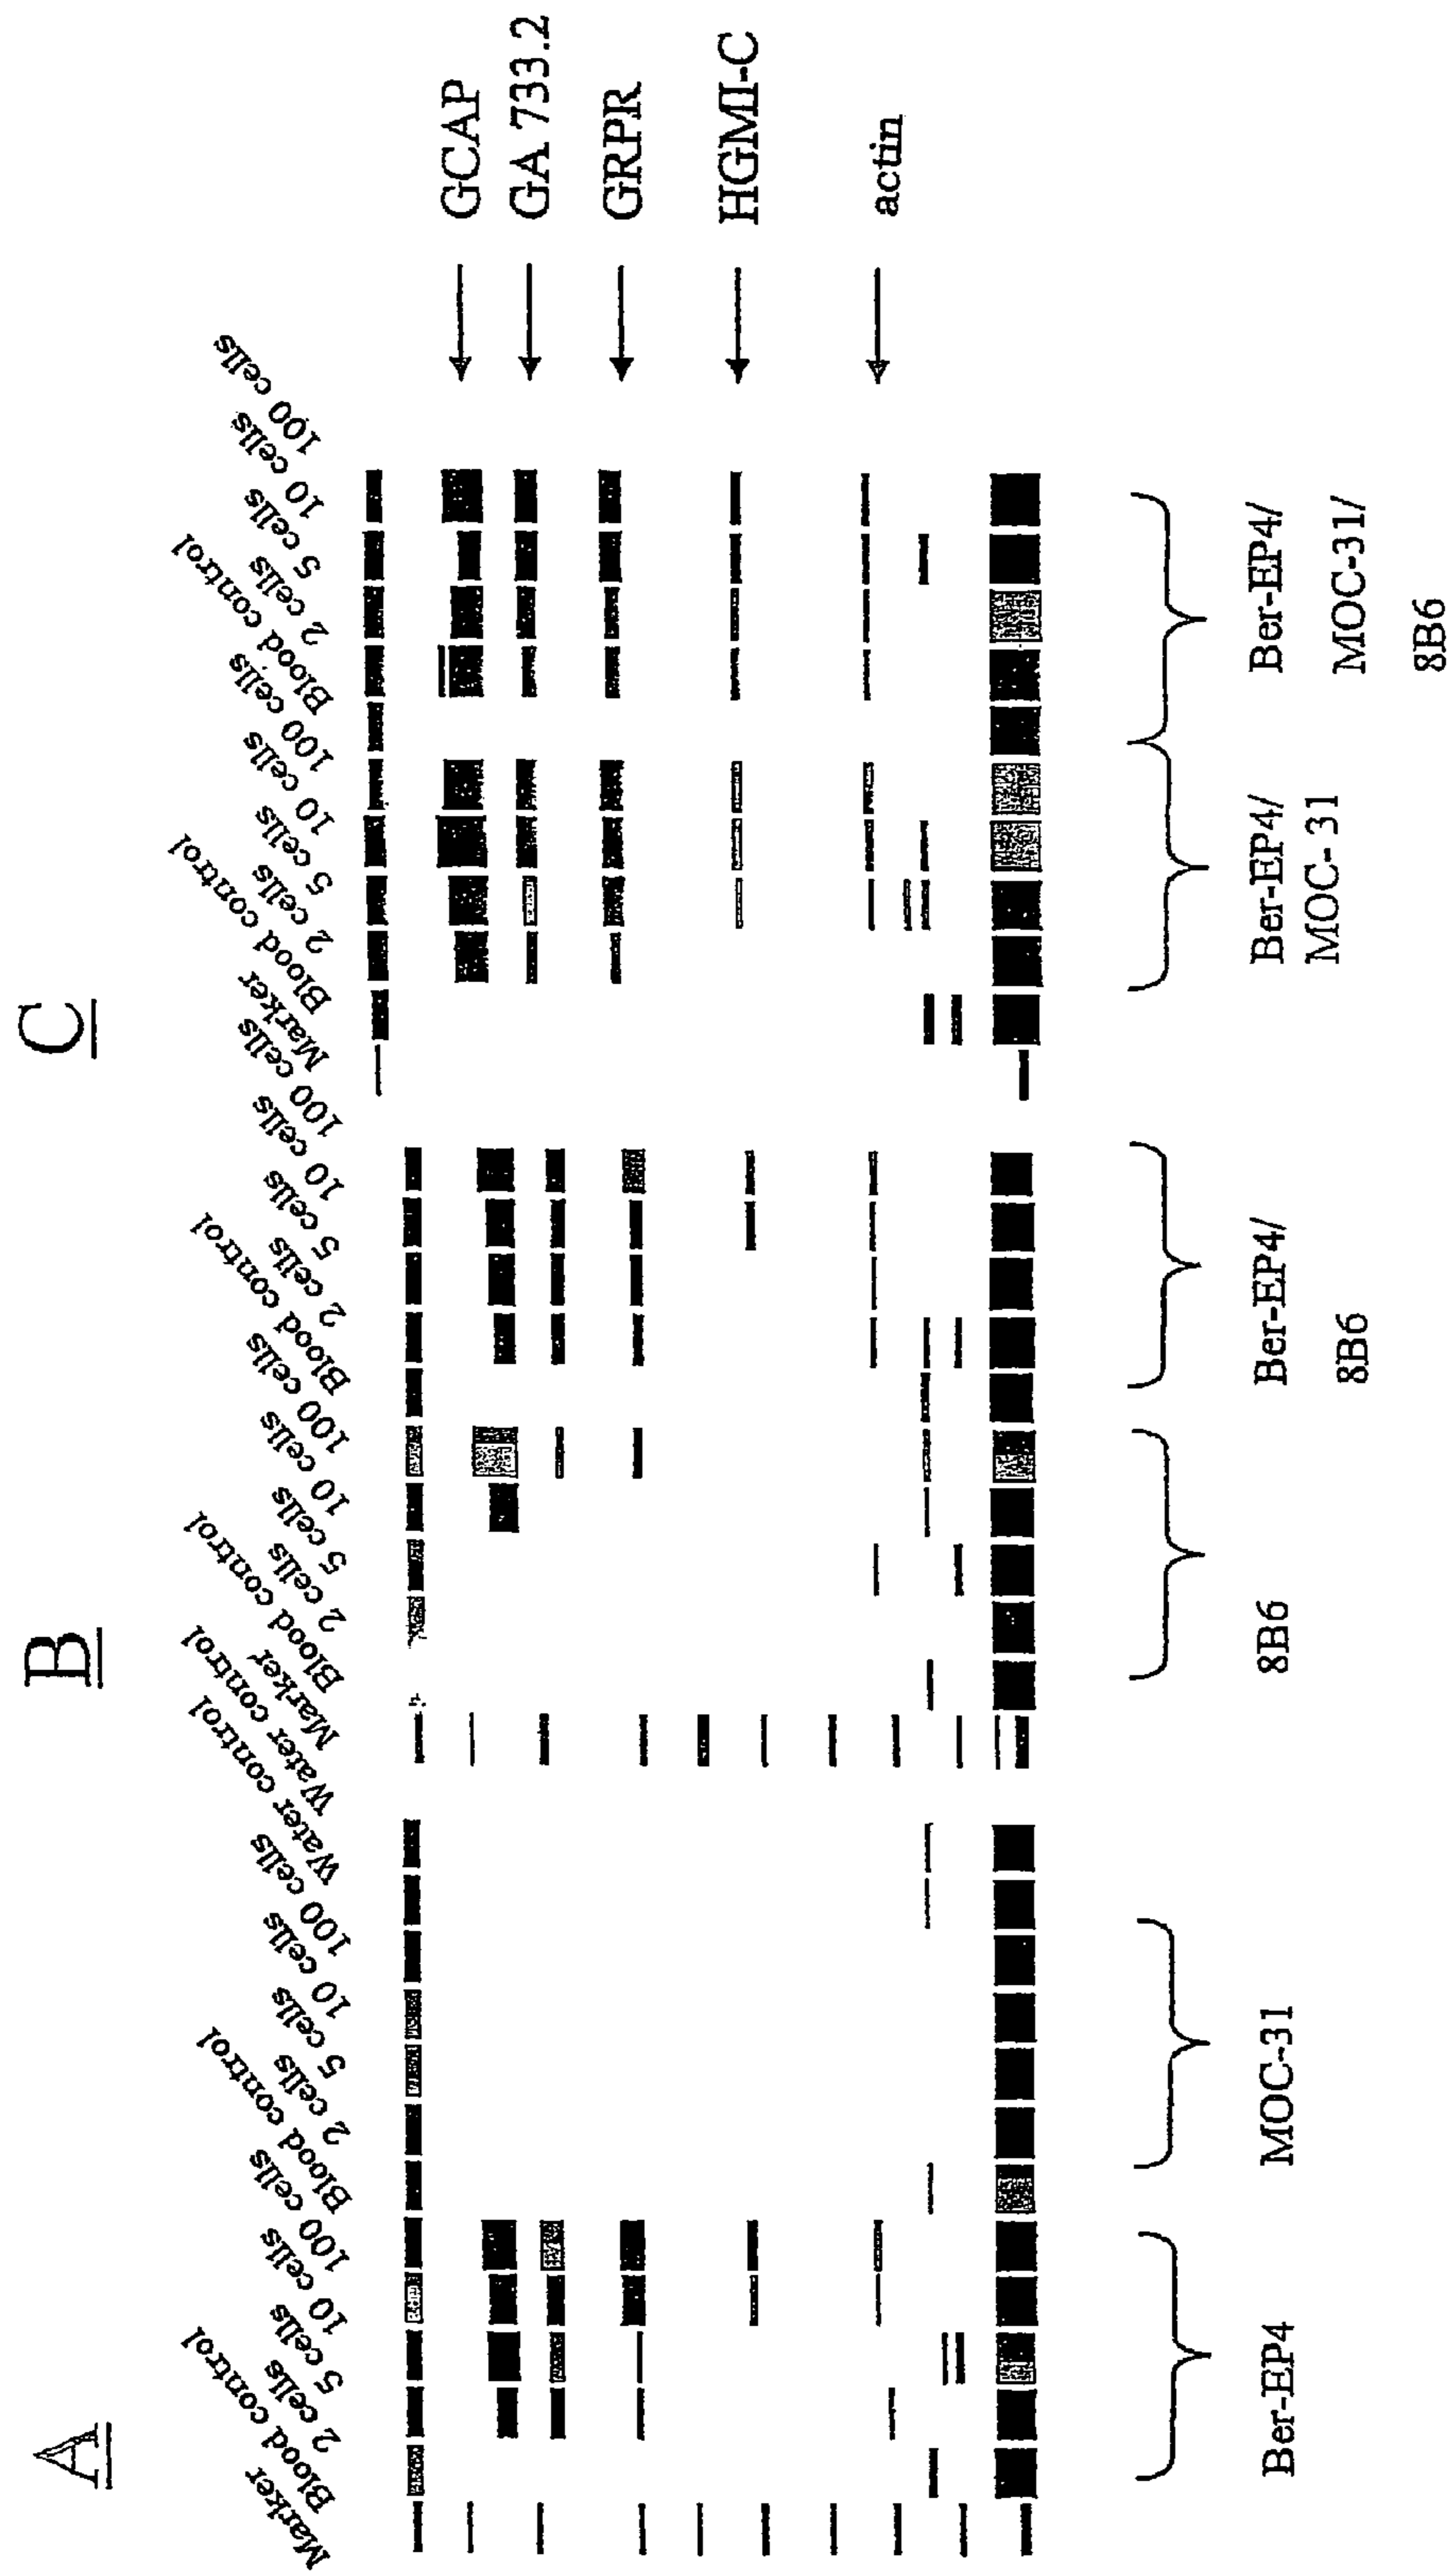 A
Marker
Blood control
2 cells
5 cells
10 cells
100 cells
Blood control
2 cells
5 cells
10 cells
100 cells
Water control
Water control
Ber-EP4
MOC-31
B
Marker
Blood control
2 cells
5 cells
10 cells
100 cells
Blood control
2 cells
5 cells
10 cells
100 cells
8B6
Ber-EP4/
8B6
C
Marker
Blood control
2 cells
5 cells
10 cells
100 cells
Blood control
2 cells
5 cells
10 cells
100 cells
Ber-EP4/
MOC- 31
Ber-EP4/
MOC-31/
8B6
GCAP
GA 733.2
GRPR
HGMI-C
actin